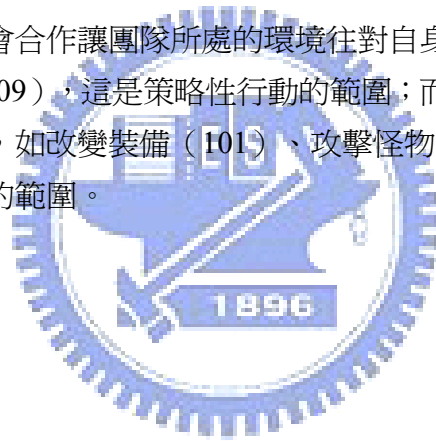 會合作讓團隊所處的環境往對自身
09），這是策略性行動的範圍；而
，如改變裝備（101）、攻擊怪物
的範圍。
1896